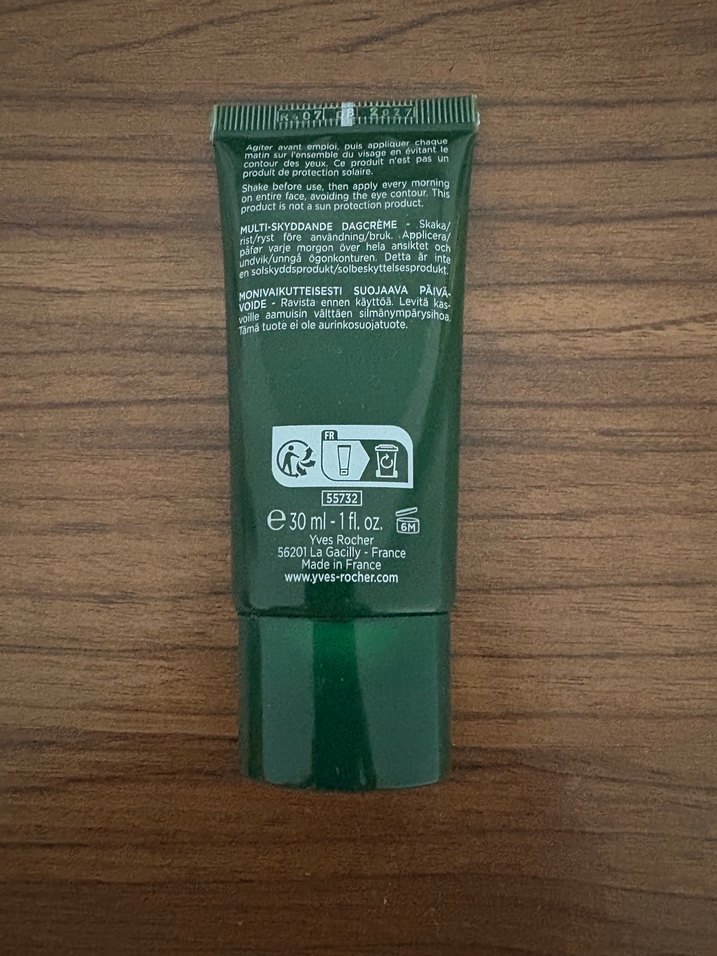 02 2027
Agiter avant emploi, puis appliquer chaque
matin sur l'ensemble du visage en évitant le
contour des yeux. Ce produit n'est pas un
produit de protection solaire.
Shake before use, then apply every morning
on entire face, avoiding the eye contour. This
product is not a sun protection product.
MULTI-SKYDDANDE DAGCRÈME - Skaka/
rist/ryst före användning/bruk. Applicera/
påfør varje morgon över hela ansiktet och
undvik/unngå ögonkonturen. Detta är inte
en solskyddsprodukt/solbeskyttelsesprodukt.
MONIVAIKUTTEISESTI SUOJAAVA PÄIVÄ-
VOIDE - Ravista ennen käyttöä. Levitä kas-
voille aamuisin välttäen silmänympärysihoa.
Tämä tuote ei ole aurinkosuojatuote.
FR
55732
e 30 ml - 1 fl. oz. 6M
Yves Rocher
56201 La Gacilly - France
Made in France
www.yves-rocher.com